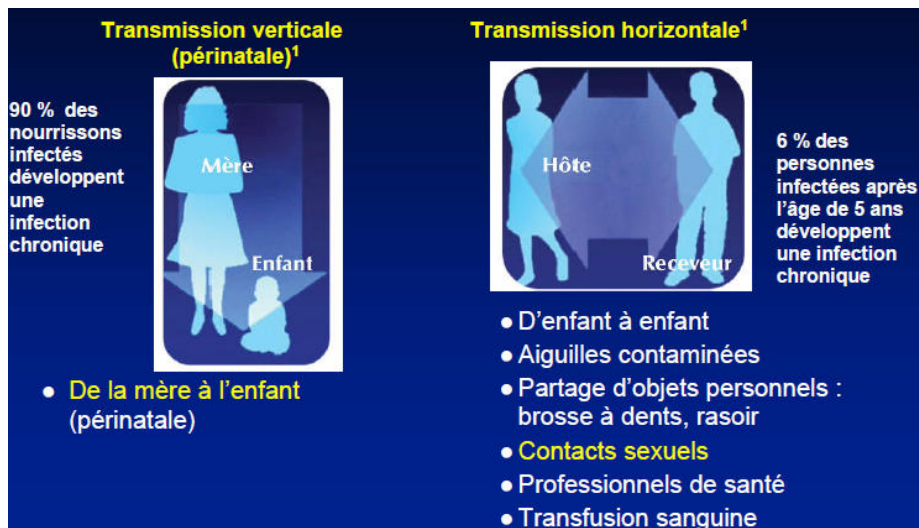 Transmission verticale
(périnatale)1
90 % des
nourrissons
infectés
développent
une
infection
chronique
Mère
Enfant
● De la mère à l'enfant
(périnatale)
Transmission horizontale1
Hôte
Receveur
6 % des
personnes
infectées après
l'âge de 5 ans
développent
une infection
chronique
● D'enfant à enfant
● Aiguilles contaminées
● Partage d'objets personnels :
brosse à dents, rasoir
● Contacts sexuels
● Professionnels de santé
● Transfusion sanguine